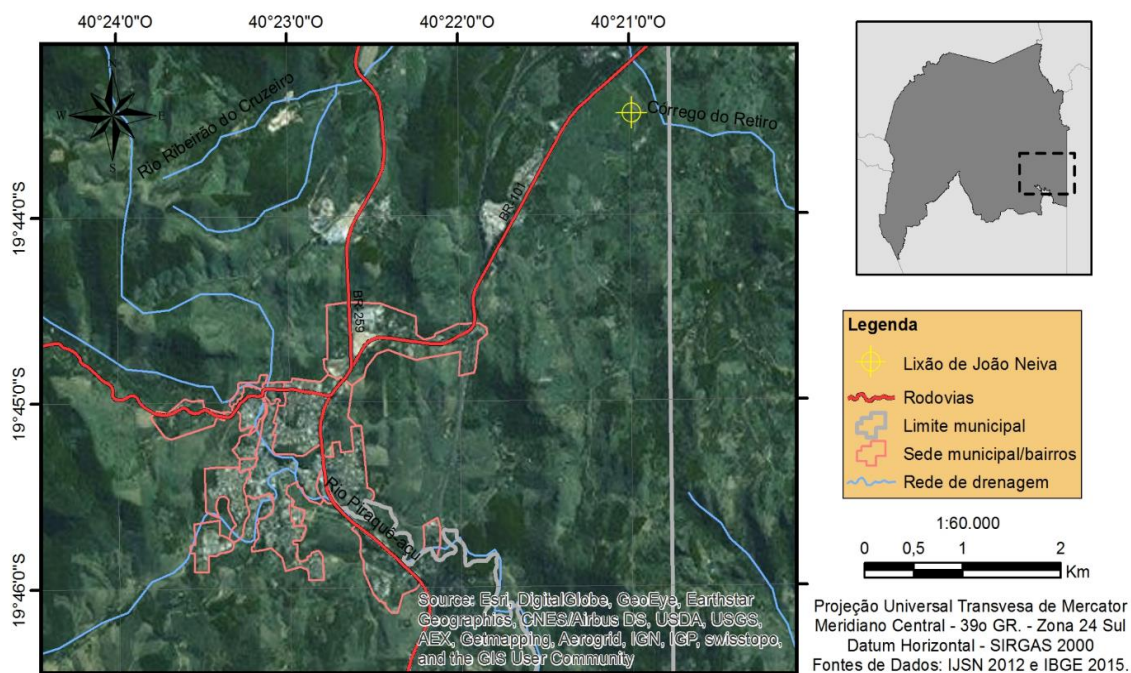 40°24'0"O
40°23'0"O
40°22'0"O
40°21'0"O
N
W
E
S
Rio Ribeirão do Cruzeiro
Córrego do Retiro
BR-101
BR-259
Rio Piraquê-açu
19°44'0"S
19°45'0"S
19°46'0"S
Source: Esri, DigitalGlobe, GeoEye, Earthstar
Geographics, CNES/Airbus DS, USDA, USGS,
AEX, Getmapping, Aerogrid, IGN, IGP, swisstopo,
and the GIS User Community
Legenda
Lixão de João Neiva
Rodovias
Limite municipal
Sede municipal/bairros
Rede de drenagem
1:60.000
0 0,5 1 2
Km
Projeção Universal Transvesa de Mercator
Meridiano Central - 39o GR. - Zona 24 Sul
Datum Horizontal - SIRGAS 2000
Fontes de Dados: IJSN 2012 e IBGE 2015.